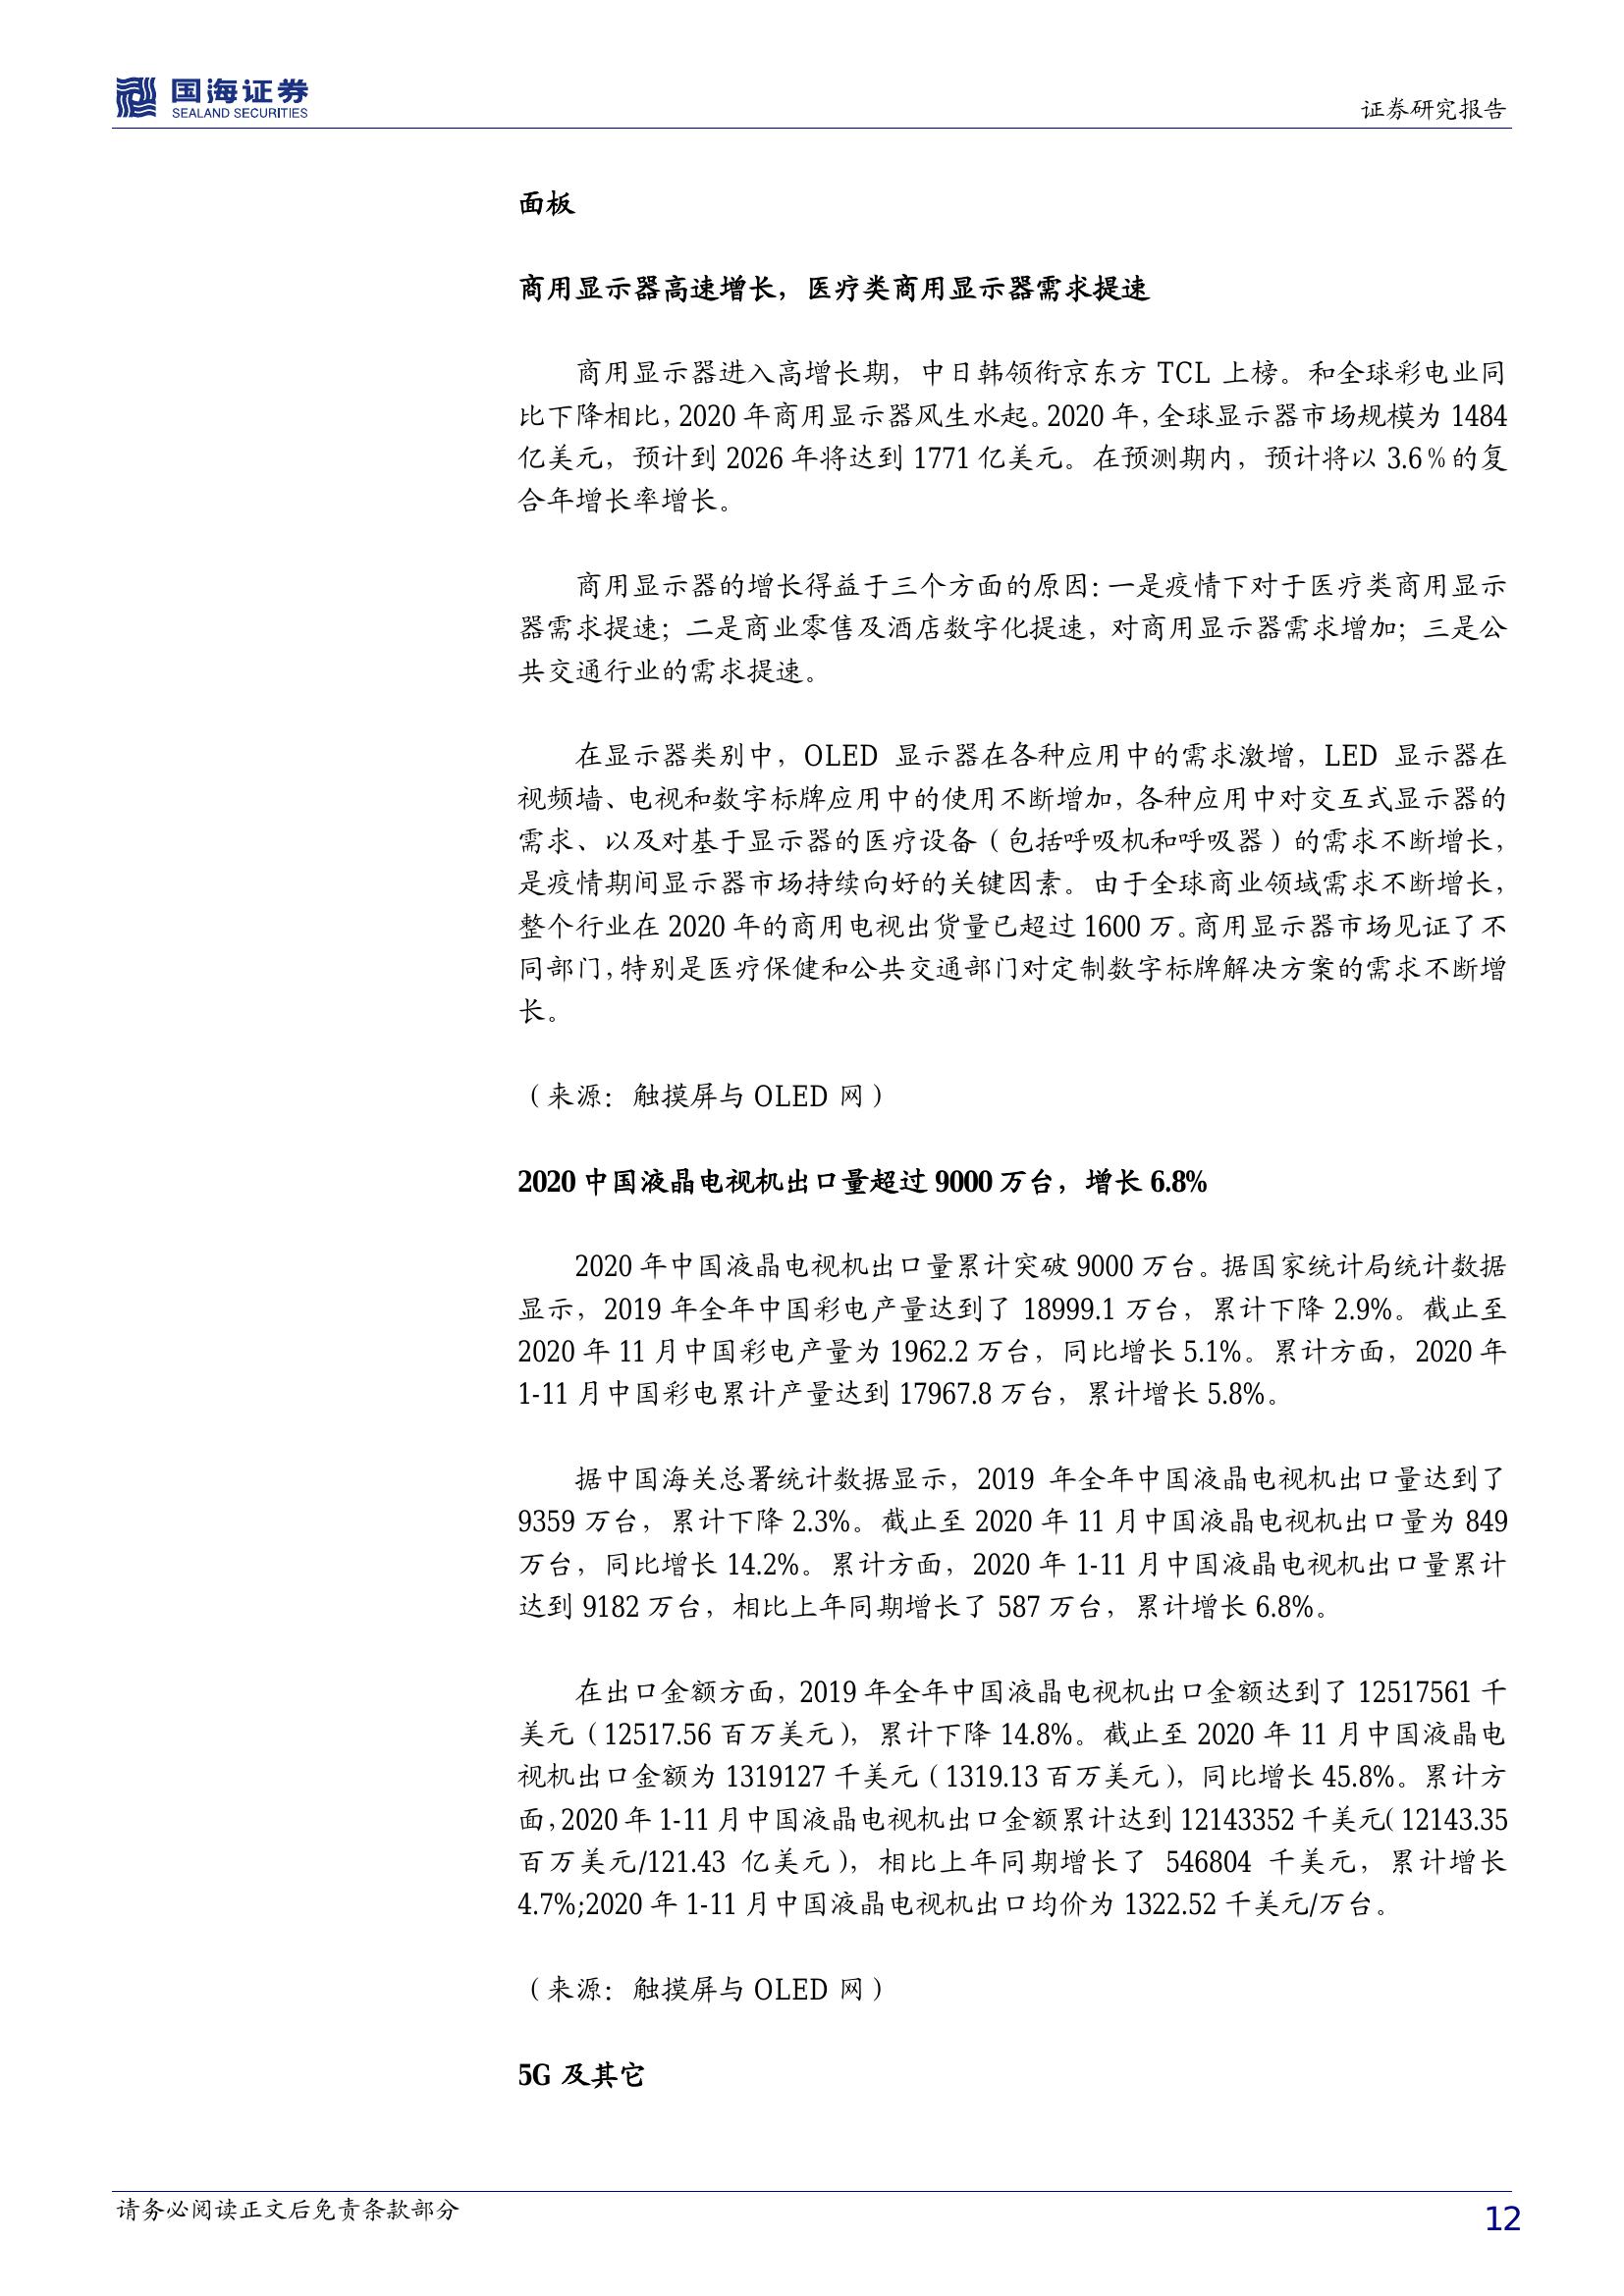 国海证券
SEALAND SECURITIES
证券研究报告
面板
商用显示器高速增长，医疗类商用显示器需求提速
商用显示器进入高增长期，中日韩领衔京东方 TCL 上榜。和全球彩电业同
比下降相比，2020 年商用显示器风生水起。2020 年，全球显示器市场规模为 1484
亿美元，预计到 2026 年将达到 1771 亿美元。在预测期内，预计将以 3.6％的复
合年增长率增长。
商用显示器的增长得益于三个方面的原因：一是疫情下对于医疗类商用显示
器需求提速；二是商业零售及酒店数字化提速，对商用显示器需求增加；三是公
共交通行业的需求提速。
在显示器类别中，OLED 显示器在各种应用中的需求激增，LED 显示器在
视频墙、电视和数字标牌应用中的使用不断增加，各种应用中对交互式显示器的
需求、以及对基于显示器的医疗设备（包括呼吸机和呼吸器）的需求不断增长，
是疫情期间显示器市场持续向好的关键因素。由于全球商业领域需求不断增长，
整个行业在 2020 年的商用电视出货量已超过 1600 万。商用显示器市场见证了不
同部门，特别是医疗保健和公共交通部门对定制数字标牌解决方案的需求不断增
长。
（来源：触摸屏与 OLED 网）
2020 中国液晶电视机出口量超过 9000 万台，增长 6.8%
2020 年中国液晶电视机出口量累计突破 9000 万台。据国家统计局统计数据
显示，2019 年全年中国彩电产量达到了 18999.1 万台，累计下降 2.9%。截止至
2020 年 11 月中国彩电产量为 1962.2 万台，同比增长 5.1%。累计方面，2020 年
1-11 月中国彩电累计产量达到 17967.8 万台，累计增长 5.8%。
据中国海关总署统计数据显示，2019 年全年中国液晶电视机出口量达到了
9359 万台，累计下降 2.3%。截止至 2020 年 11 月中国液晶电视机出口量为 849
万台，同比增长 14.2%。累计方面，2020 年 1-11 月中国液晶电视机出口量累计
达到 9182 万台，相比上年同期增长了 587 万台，累计增长 6.8%。
在出口金额方面，2019 年全年中国液晶电视机出口金额达到了 12517561 千
美元（12517.56 百万美元），累计下降 14.8%。截止至 2020 年 11 月中国液晶电
视机出口金额为 1319127 千美元（1319.13 百万美元），同比增长 45.8%。累计方
面，2020 年 1-11 月中国液晶电视机出口金额累计达到 12143352 千美元（12143.35
百万美元/121.43 亿美元），相比上年同期增长了 546804 千美元，累计增长
4.7%;2020 年 1-11 月中国液晶电视机出口均价为 1322.52 千美元/万台。
（来源：触摸屏与 OLED 网）
5G 及其它
请务必阅读正文后免责条款部分
12